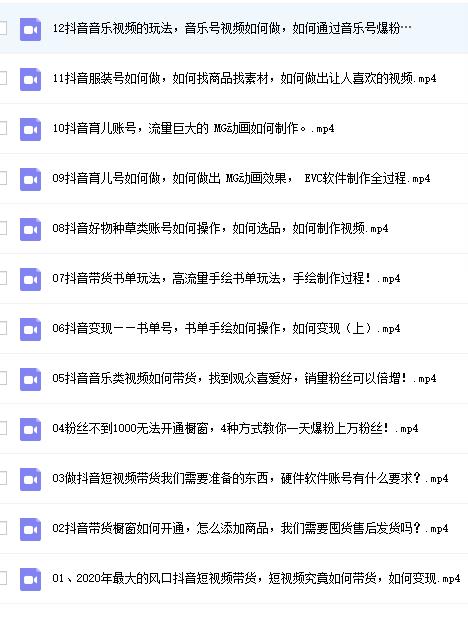 12抖音音乐视频的玩法，音乐号视频如何做，如何通过音乐号爆粉…
11抖音服装号如何做，如何找商品找素材，如何做出让人喜欢的视频.mp4
10抖音育儿账号，流量巨大的 MG动画如何制作。.mp4
09抖音育儿号如何做，如何做出 MG动画效果， EVC软件制作全过程.mp4
08抖音好物种草类账号如何操作，如何选品，如何制作视频.mp4
07抖音带货书单玩法，高流量手绘书单玩法，手绘制作过程！.mp4
06抖音变现——书单号，书单手绘如何操作，如何变现（上）.mp4
05抖音音乐类视频如何带货，找到观众喜爱好，销量粉丝可以倍增！.mp4
04粉丝不到1000无法开通橱窗，4种方式教你一天爆粉上万粉丝！.mp4
03做抖音短视频带货我们需要准备的东西，硬件软件账号有什么要求？.mp4
02抖音带货橱窗如何开通，怎么添加商品，我们需要囤货售后发货吗？.mp4
01、2020年最大的风口抖音短视频带货，短视频究竟如何带货，如何变现.mp4